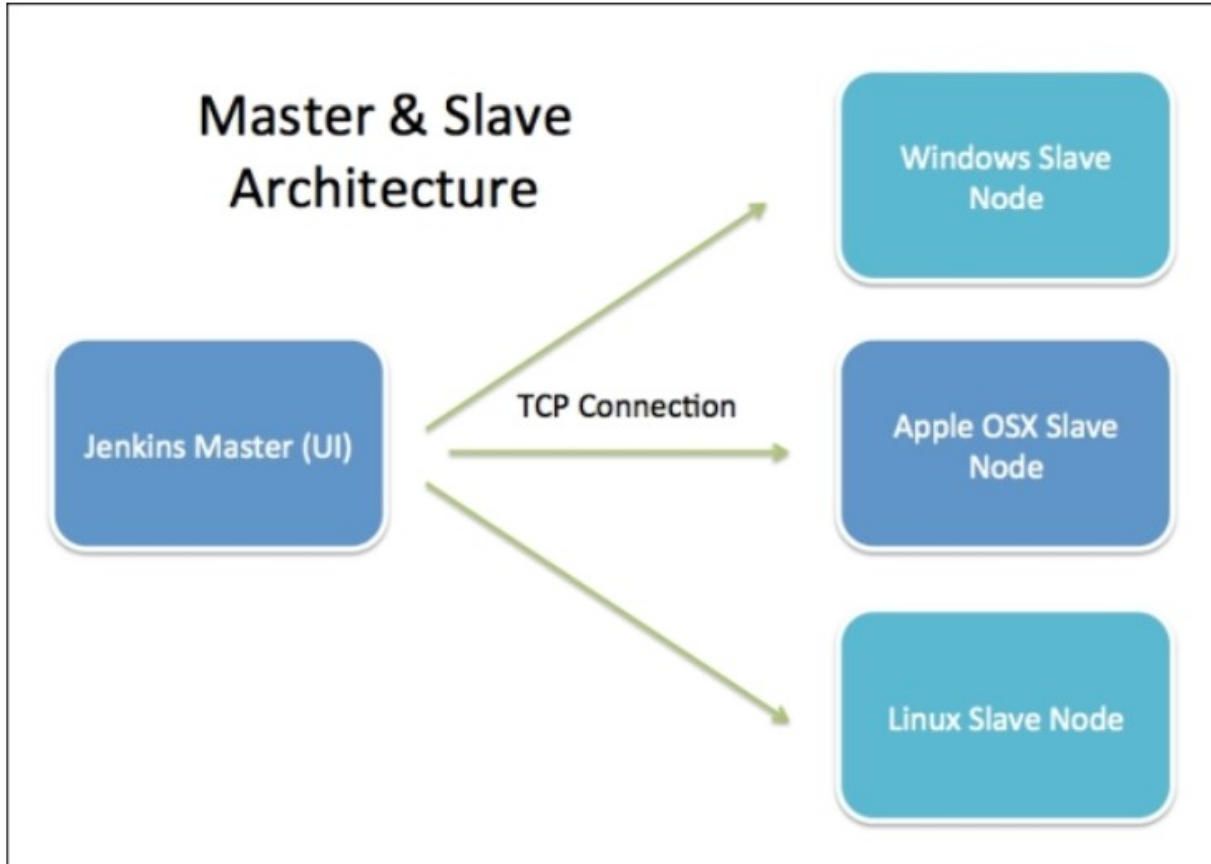 Master & Slave
Architecture
Windows Slave
Node
Jenkins Master (UI)
TCP Connection
Apple OSX Slave
Node
Linux Slave Node